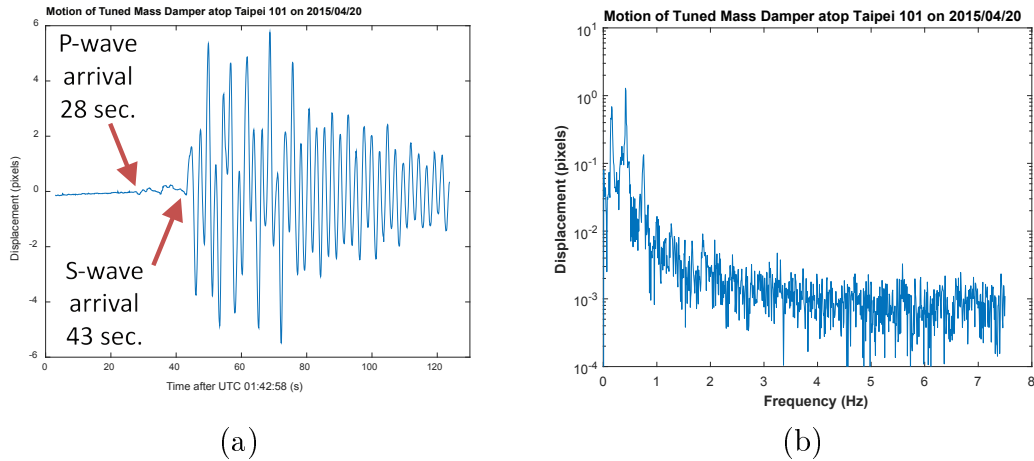 Motion of Tuned Mass Damper atop Taipei 101 on 2015/04/20
P-wave
arrival
28 sec.
S-wave
arrival
43 sec.
6
4
2
0
-2
-4
-6
Displacement (pixels)
0 20 40 60 80 100 120
Time after UTC 01:42:58 (s)
(a)
Motion of Tuned Mass Damper atop Taipei 101 on 2015/04/20
10^1
10^0
10^-1
10^-2
10^-3
10^-4
Displacement (pixels)
0 1 2 3 4 5 6 7 8
Frequency (Hz)
(b)